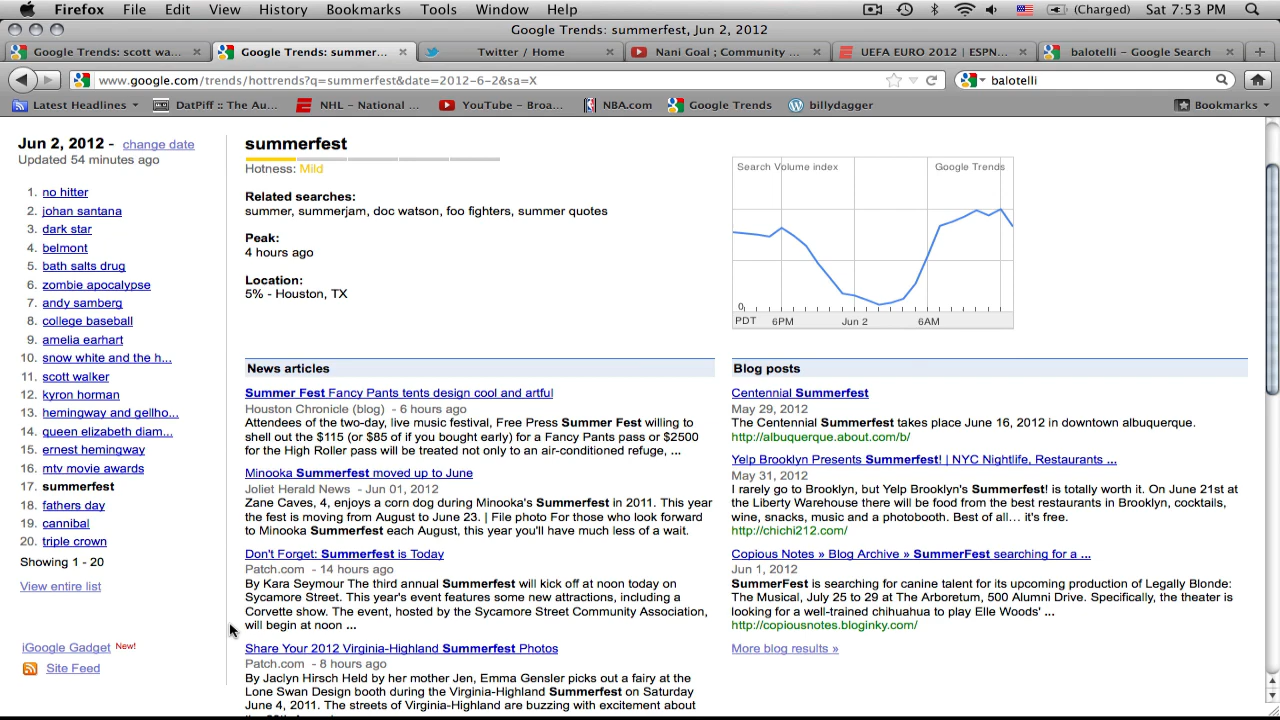 Firefox File Edit View History Bookmarks Tools Window Help (Charged) Sat 7:53 PM
Google Trends: summerfest, Jun 2, 2012
Google Trends: scott wa... Google Trends: summer... Twitter / Home Nani Goal ; Community ... UEFA EURO 2012 | ESPN... balotelli - Google Search
www.google.com/trends/hottrends?q=summerfest&date=2012-6-2&sa=X balotelli
Latest Headlines DatPiff :: The Au... NHL - National ... YouTube - Broa... NBA.com Google Trends billydagger Bookmarks
Jun 2, 2012 - change date
Updated 54 minutes ago
1. no hitter
2. johan santana
3. dark star
4. belmont
5. bath salts drug
6. zombie apocalypse
7. andy samberg
8. college baseball
9. amelia earhart
10. snow white and the h...
11. scott walker
12. kyron horman
13. hemingway and gellho...
14. queen elizabeth diam...
15. ernest hemingway
16. mtv movie awards
17. summerfest
18. fathers day
19. cannibal
20. triple crown
Showing 1 - 20
View entire list
iGoogle Gadget New!
Site Feed
summerfest
Hotness: Mild
Related searches:
summer, summerjam, doc watson, foo fighters, summer quotes
Peak:
4 hours ago
Location:
5% - Houston, TX
Search Volume index Google Trends
0
PDT 6PM Jun 2 6AM
News articles
Summer Fest Fancy Pants tents design cool and artful
Houston Chronicle (blog) - 6 hours ago
Attendees of the two-day, live music festival, Free Press Summer Fest willing to
shell out the $115 (or $85 of if you bought early) for a Fancy Pants pass or $2500
for the High Roller pass will be treated not only to an air-conditioned refuge, ...
Minooka Summerfest moved up to June
Joliet Herald News - Jun 01, 2012
Zane Caves, 4, enjoys a corn dog during Minooka's Summerfest in 2011. This year
the fest is moving from August to June 23. | File photo For those who look forward
to Minooka Summerfest each August, this year you'll have much less of a wait.
Don't Forget: Summerfest is Today
Patch.com - 14 hours ago
By Kara Seymour The third annual Summerfest will kick off at noon today on
Sycamore Street. This year's event features some new attractions, including a
Corvette show. The event, hosted by the Sycamore Street Community Association,
will begin at noon ...
Share Your 2012 Virginia-Highland Summerfest Photos
Patch.com - 8 hours ago
By Jaclyn Hirsch Held by her mother Jen, Emma Gensler picks out a fairy at the
Lone Swan Design booth during the Virginia-Highland Summerfest on Saturday
June 4, 2011. The streets of Virginia-Highland are buzzing with excitement about
Blog posts
Centennial Summerfest
May 29, 2012
The Centennial Summerfest takes place June 16, 2012 in downtown albuquerque.
http://albuquerque.about.com/b/
Yelp Brooklyn Presents Summerfest! | NYC Nightlife, Restaurants ...
May 31, 2012
I rarely go to Brooklyn, but Yelp Brooklyn's Summerfest! is totally worth it. On June 21st at
the Liberty Warehouse there will be food from the best restaurants in Brooklyn, cocktails,
wine, snacks, music and a photobooth. Best of all… it's free.
http://chichi212.com/
Copious Notes » Blog Archive » SummerFest searching for a ...
Jun 1, 2012
SummerFest is searching for canine talent for its upcoming production of Legally Blonde:
The Musical, July 25 to 29 at The Arboretum, 500 Alumni Drive. Specifically, the theater is
looking for a well-trained chihuahua to play Elle Woods' ...
http://copiousnotes.bloginky.com/
More blog results »